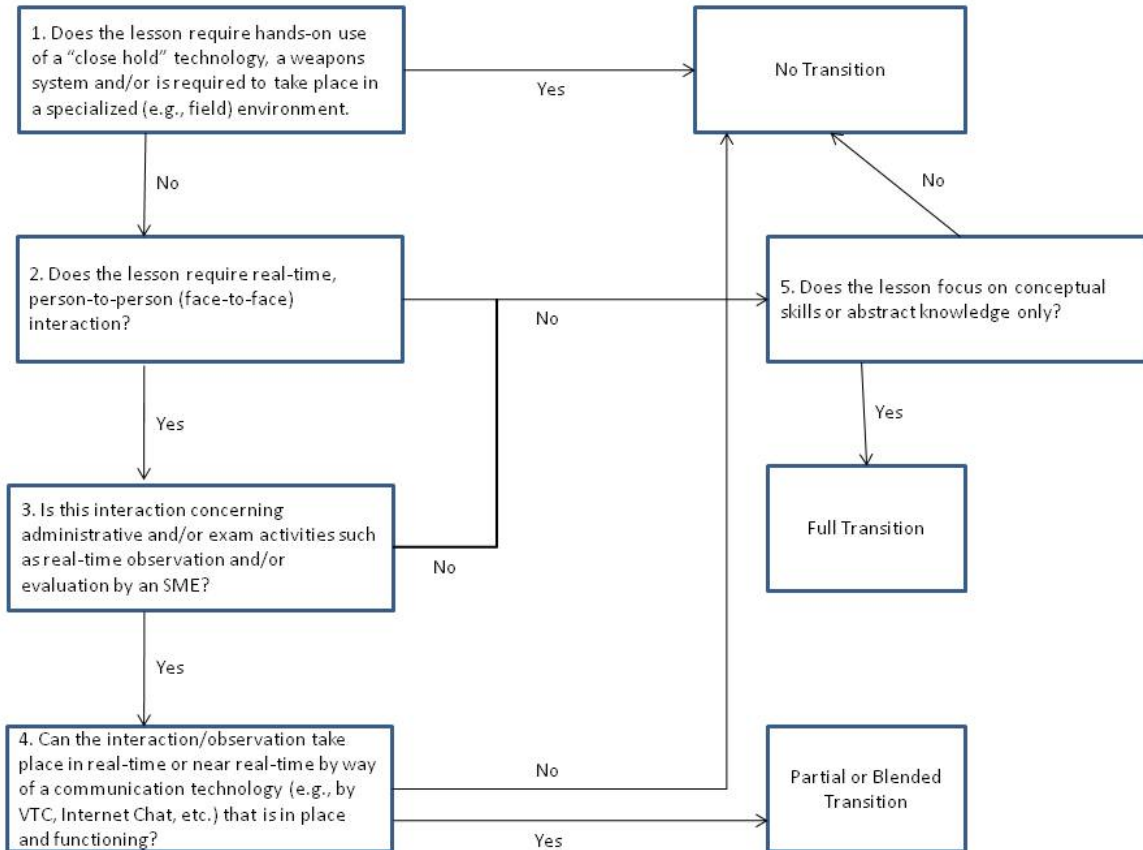 1. Does the lesson require hands-on use
of a “close hold” technology, a weapons
system and/or is required to take place in
a specialized (e.g., field) environment.
Yes
No Transition
No
No
2. Does the lesson require real-time,
person-to-person (face-to-face)
interaction?
No
5. Does the lesson focus on conceptual
skills or abstract knowledge only?
Yes
Yes
3. Is this interaction concerning
administrative and/or exam activities such
as real-time observation and/or
evaluation by an SME?
No
Full Transition
Yes
4. Can the interaction/observation take
place in real-time or near real-time by way
of a communication technology (e.g., by
VTC, Internet Chat, etc.) that is in place
and functioning?
No
Yes
Partial or Blended
Transition